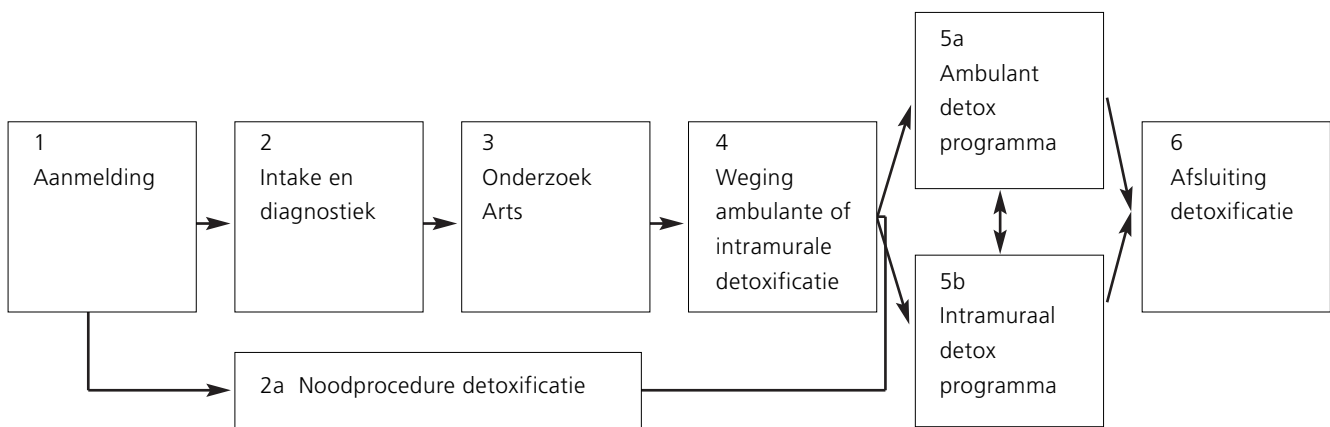 1
Aanmelding
2
Intake en
diagnostiek
3
Onderzoek
Arts
4
Weging
ambulante of
intramurale
detoxificatie
5a
Ambulant
detox
programma
5b
Intramuraal
detox
programma
6
Afsluiting
detoxificatie
2a Noodprocedure detoxificatie